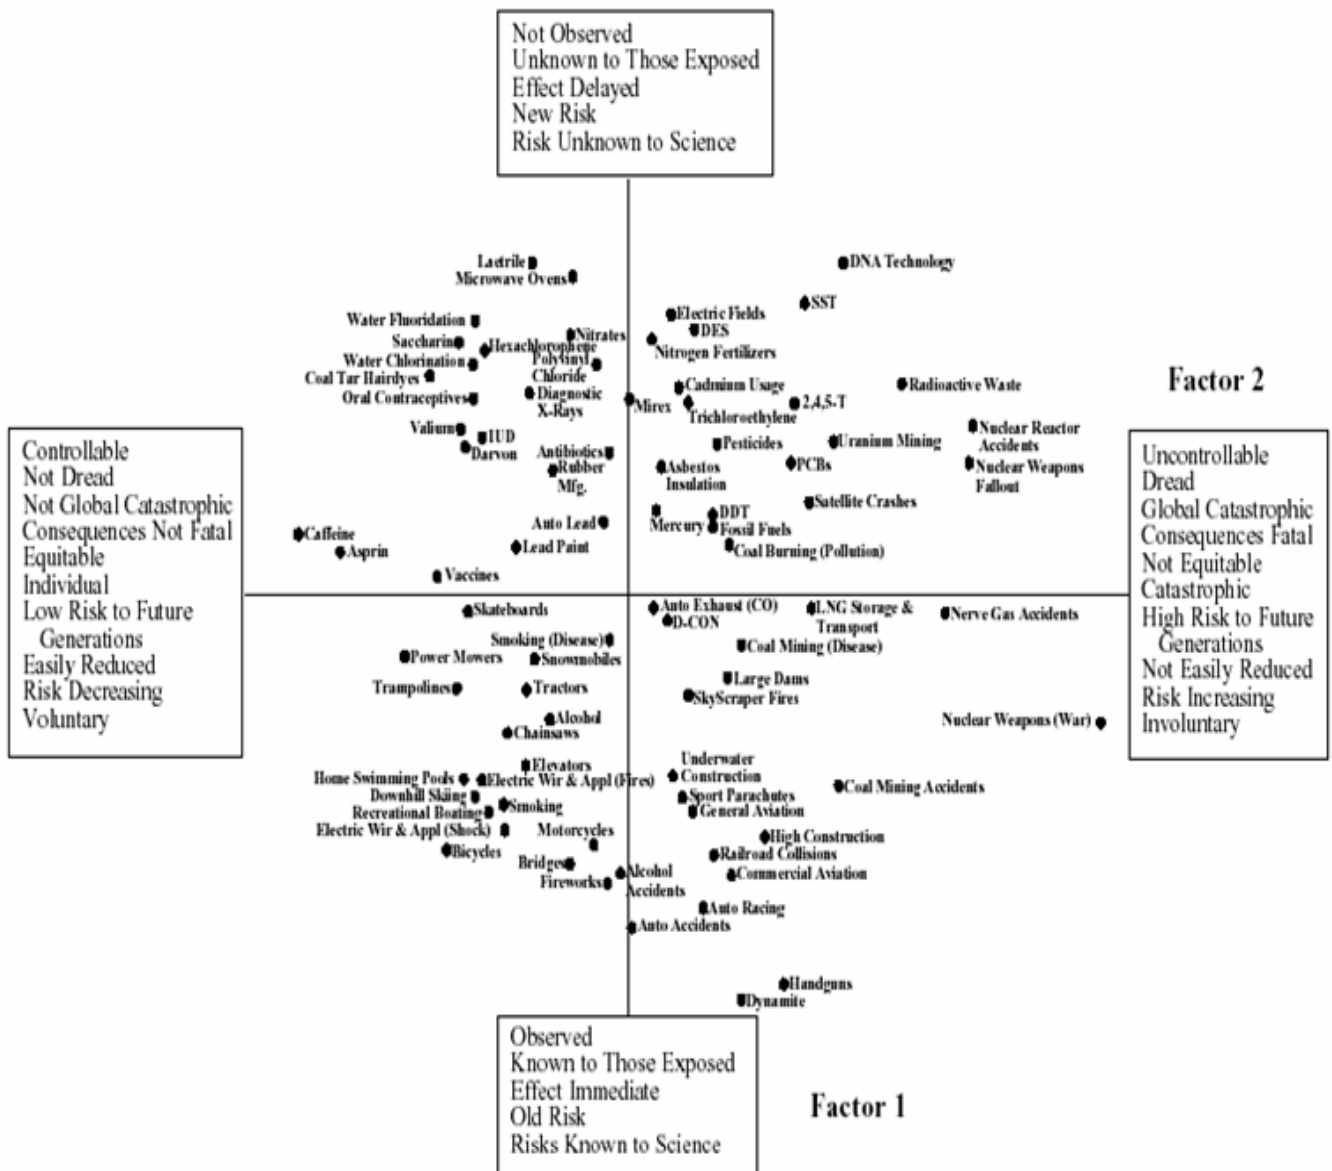 Not Observed
Unknown to Those Exposed
Effect Delayed
New Risk
Risk Unknown to Science
Laetrile
Microwave Ovens
DNA Technology
SST
Water Fluoridation
Saccharin
Water Chlorination
Coal Tar Hairdyes
Oral Contraceptives
Nitrates
Hexachlorophene
Polyvinyl
Chloride
Diagnostic
X-Rays
Electric Fields
DES
Nitrogen Fertilizers
Cadmium Usage
Mirex
Trichloroethylene
2,4,5-T
Radioactive Waste
Factor 2
Valium
IUD
Darvon
Antibiotics
Rubber
Mfg.
Pesticides
Asbestos
Insulation
Uranium Mining
PCBs
Nuclear Reactor
Accidents
Nuclear Weapons
Fallout
Satellite Crashes
Auto Lead
Mercury
DDT
Fossil Fuels
Coal Burning (Pollution)
Caffeine
Asprin
Lead Paint
Vaccines
Controllable
Not Dread
Not Global Catastrophic
Consequences Not Fatal
Equitable
Individual
Low Risk to Future
Generations
Easily Reduced
Risk Decreasing
Voluntary
Uncontrollable
Dread
Global Catastrophic
Consequences Fatal
Not Equitable
Catastrophic
High Risk to Future
Generations
Not Easily Reduced
Risk Increasing
Involuntary
Skateboards
Auto Exhaust (CO)
D-CON
LNG Storage &
Transport
Nerve Gas Accidents
Smoking (Disease)
Power Mowers
Snowmobiles
Coal Mining (Disease)
Trampolines
Tractors
Large Dams
SkyScraper Fires
Alcohol
Chainsaws
Nuclear Weapons (War)
Elevators
Underwater
Construction
Home Swimming Pools
Electric Wir & Appl (Fires)
Coal Mining Accidents
Downhill Skiing
Sport Parachutes
Smoking
Recreational Boating
General Aviation
Electric Wir & Appl (Shock)
Motorcycles
High Construction
Bicycles
Railroad Collisions
Bridges
Alcohol
Accidents
Commercial Aviation
Fireworks
Auto Racing
Auto Accidents
Handguns
Dynamite
Observed
Known to Those Exposed
Effect Immediate
Old Risk
Risks Known to Science
Factor 1